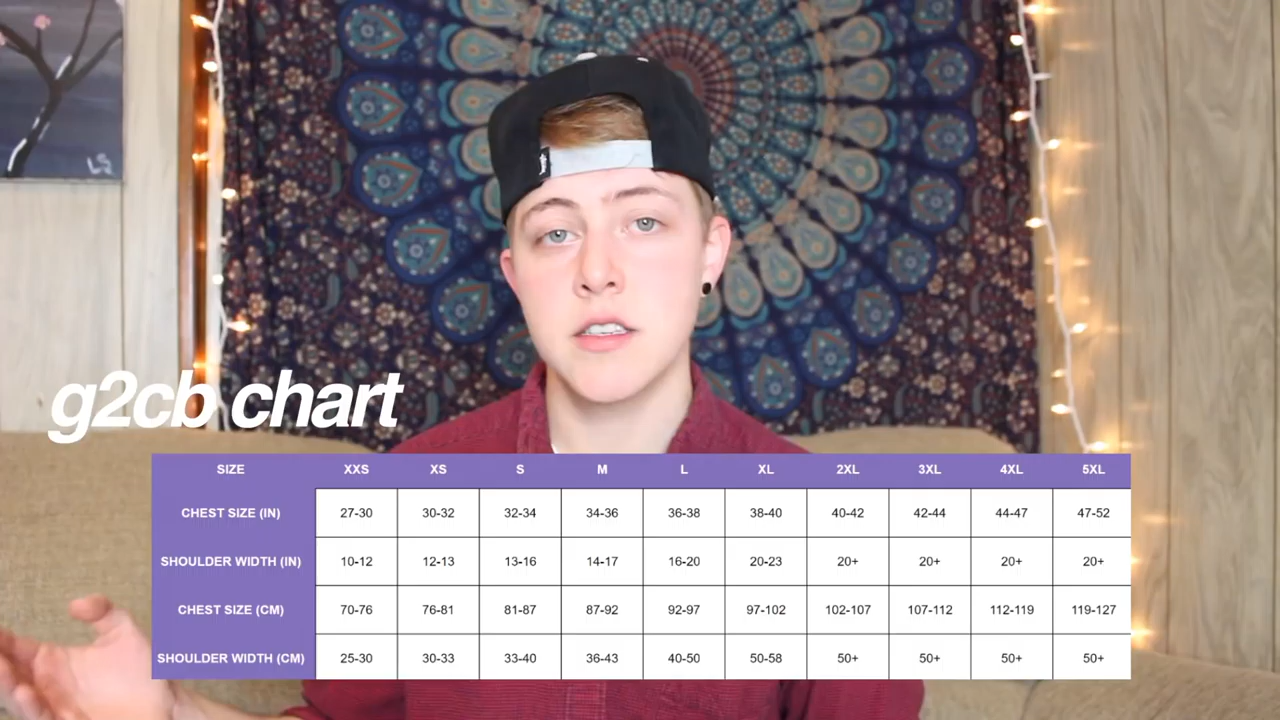 LS
g2cb chart
SIZE XXS XS S M L XL 2XL 3XL 4XL 5XL
CHEST SIZE (IN) 27-30 30-32 32-34 34-36 36-38 38-40 40-42 42-44 44-47 47-52
SHOULDER WIDTH (IN) 10-12 12-13 13-16 14-17 16-20 20-23 20+ 20+ 20+ 20+
CHEST SIZE (CM) 70-76 76-81 81-87 87-92 92-97 97-102 102-107 107-112 112-119 119-127
SHOULDER WIDTH (CM) 25-30 30-33 33-40 36-43 40-50 50-58 50+ 50+ 50+ 50+